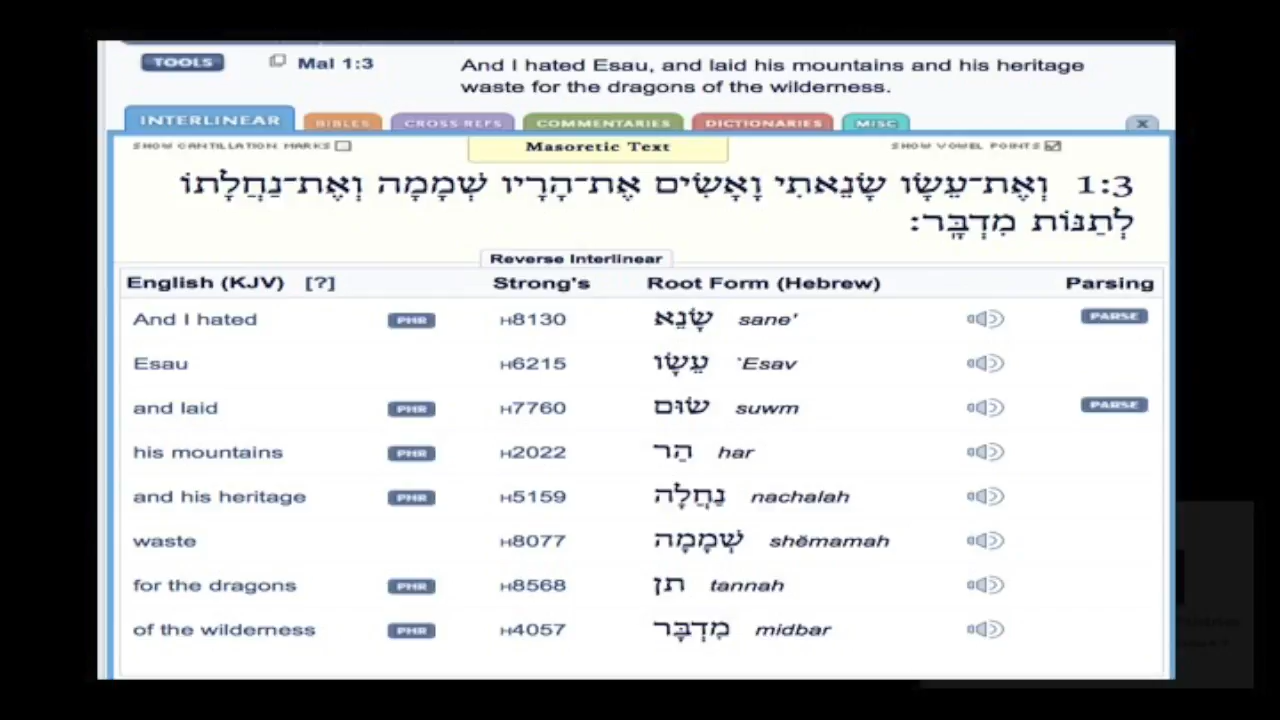 TOOLS Mal 1:3 And I hated Esau, and laid his mountains and his heritage
waste for the dragons of the wilderness.
INTERLINEAR BIBLES CROSS REFS COMMENTARIES DICTIONARIES MISC X
SHOW CANTILLATION MARKS Masoretic Text SHOW VOWEL POINTS
1:3 וְאֶת־עֵשָׂו שָׂנֵאתִי וָאָשִׂים אֶת־הָרָיו שְׁמָמָה וְאֶת־נַחֲלָתוֹ
לְתַנּוֹת מִדְבָּֽר׃
Reverse Interlinear
English (KJV) [?] Strong's Root Form (Hebrew) Parsing
And I hated PHR H8130 שָׂנֵא sane' PARSE
Esau H6215 עֵשָׂו `Esav
and laid PHR H7760 שׂוּם suwm PARSE
his mountains PHR H2022 הַר har
and his heritage PHR H5159 נַחֲלָה nachalah
waste H8077 שְׁמָמָה shĕmamah
for the dragons PHR H8568 תן tannah
of the wilderness PHR H4057 מִדְבָּר midbar